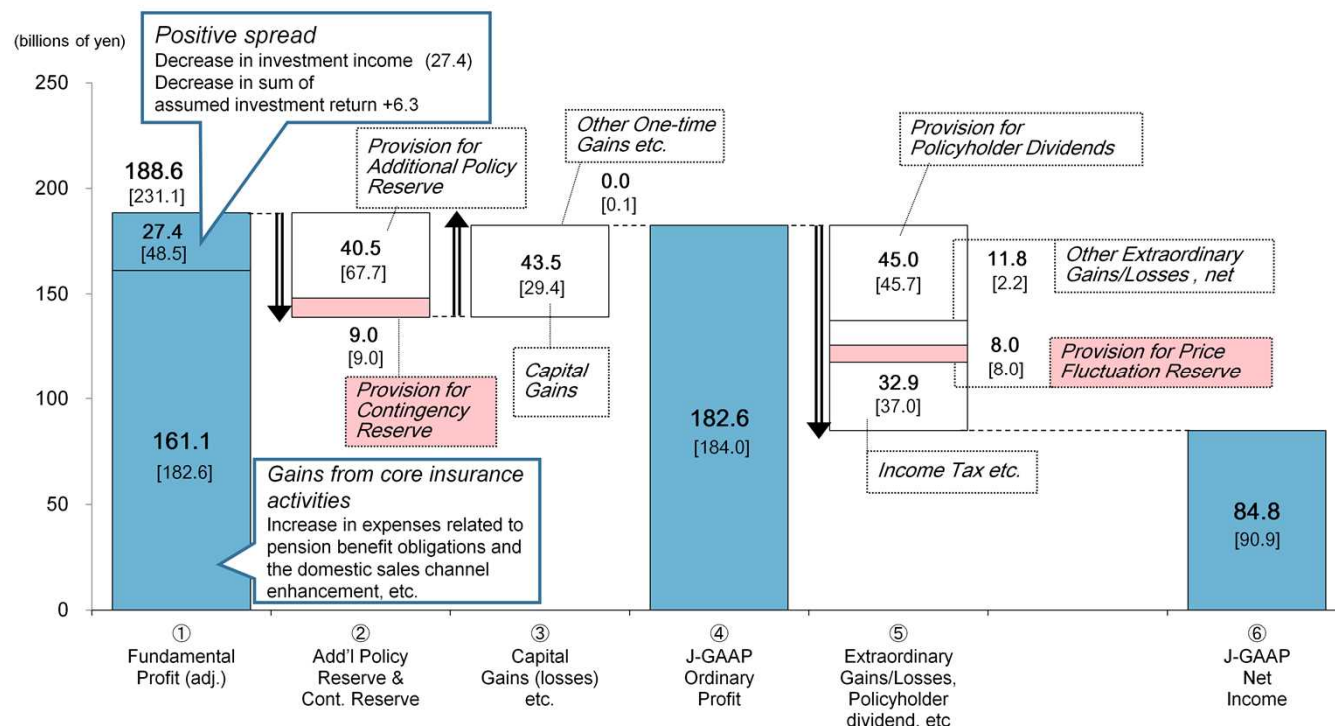 (billions of yen)
Positive spread
Decrease in investment income (27.4)
Decrease in sum of
assumed investment return +6.3
250
200
150
100
50
0
188.6
[231.1]
27.4
[48.5]
161.1
[182.6]
Gains from core insurance
activities
Increase in expenses related to
pension benefit obligations and
the domestic sales channel
enhancement, etc.
Provision for
Additional Policy
Reserve
40.5
[67.7]
9.0
[9.0]
Provision for
Contingency
Reserve
Other One-time
Gains etc.
0.0
[0.1]
43.5
[29.4]
Capital
Gains
182.6
[184.0]
Provision for
Policyholder Dividends
45.0
[45.7]
11.8
[2.2]
Other Extraordinary
Gains/Losses , net
8.0
[8.0]
Provision for Price
Fluctuation Reserve
32.9
[37.0]
Income Tax etc.
84.8
[90.9]
①
Fundamental
Profit (adj.)
②
Add'l Policy
Reserve &
Cont. Reserve
③
Capital
Gains (losses)
etc.
④
J-GAAP
Ordinary
Profit
⑤
Extraordinary
Gains/Losses,
Policyholder
dividend, etc
⑥
J-GAAP
Net
Income